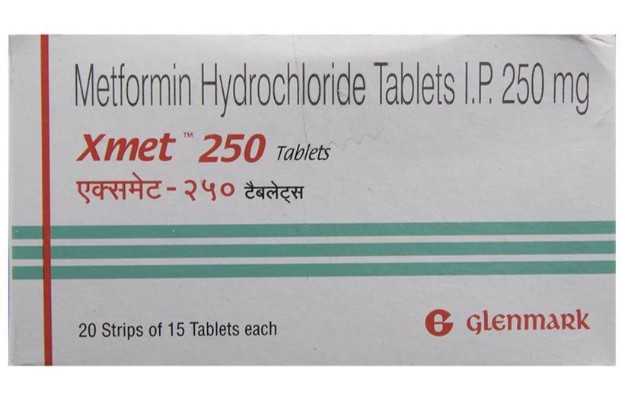 Metformin Hydrochloride Tablets I.P. 250 mg
Xmet™ 250 Tablets
एक्समेट - २५० टैबलेट्स
20 Strips of 15 Tablets each
G glenmark